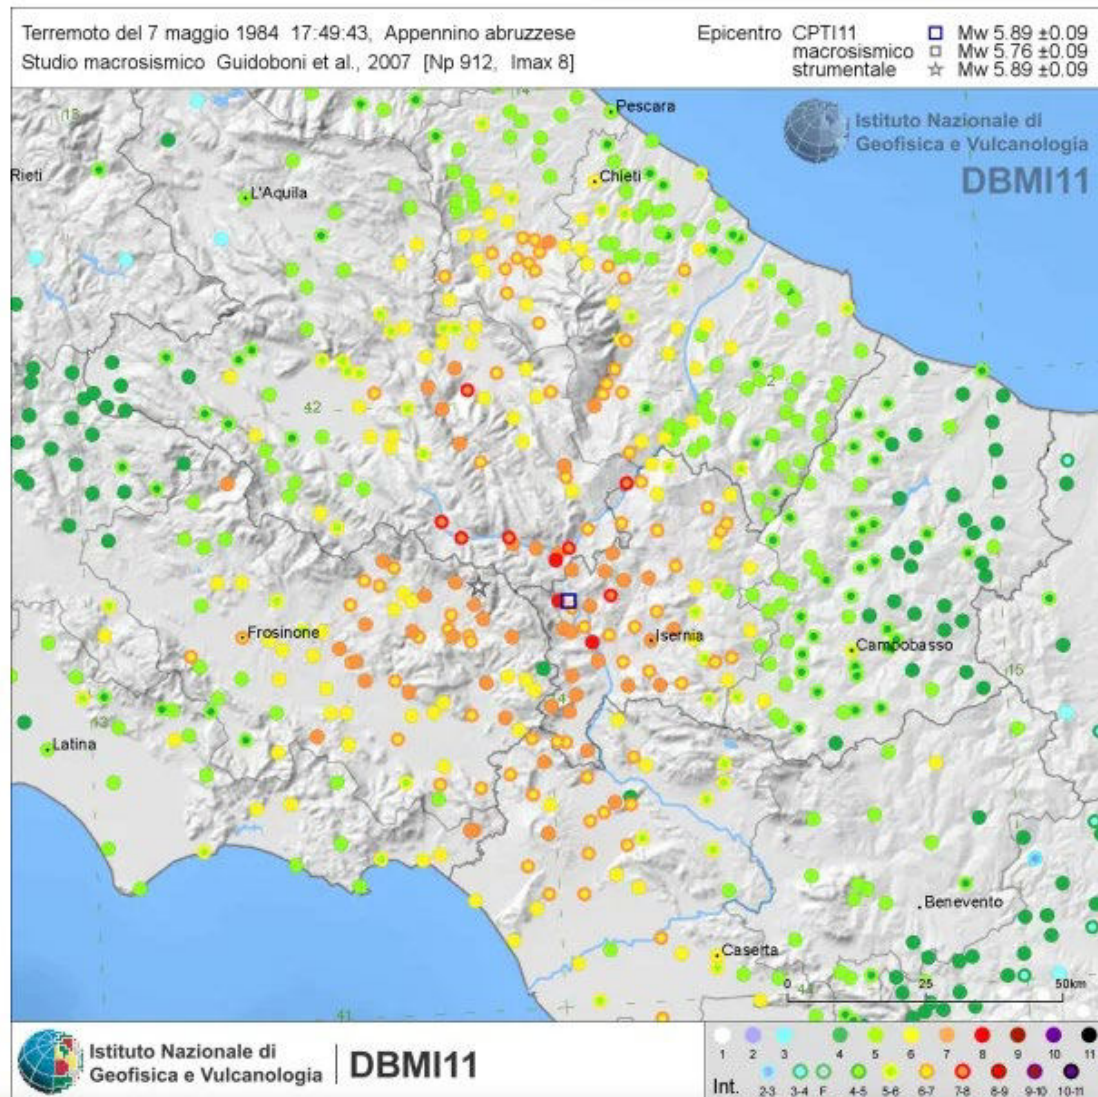 Terremoto del 7 maggio 1984 17:49:43, Appennino abruzzese
Studio macrosismico Guidoboni et al., 2007 [Np 912, Imax 8]
Epicentro CPTI11 Mw 5.89 ±0.09
macrosismico Mw 5.76 ±0.09
strumentale Mw 5.89 ±0.09
14
13
Pescara
Istituto Nazionale di
Geofisica e Vulcanologia
DBMI11
Rieti
Chieti
L'Aquila
42
Frosinone
Isernia
Campobasso
15
13
Latina
Benevento
Caserta
0 25 50km
41
Istituto Nazionale di
Geofisica e Vulcanologia
DBMI11
1 2 3 4 5 6 7 8 9 10 11
Int. 2-3 3-4 F 4-5 5-6 6-7 7-8 8-9 9-10 10-11